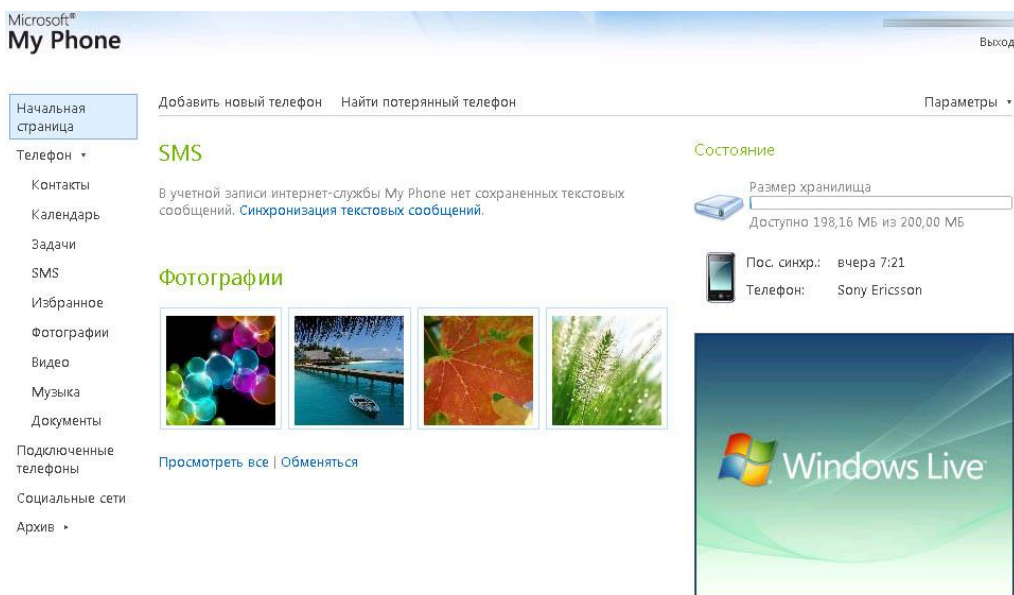 Microsoft®
My Phone
Выход
Начальная
страница
Телефон
Контакты
Календарь
Задачи
SMS
Избранное
Фотографии
Видео
Музыка
Документы
Подключенные
телефоны
Социальные сети
Архив
Добавить новый телефон Найти потерянный телефон
Параметры
SMS
В учетной записи интернет-службы My Phone нет сохраненных текстовых
сообщений. Синхронизация текстовых сообщений.
Фотографии
Просмотреть все | Обменяться
Состояние
Размер хранилища
Доступно 198,16 МБ из 200,00 МБ
Пос. синхр.: вчера 7:21
Телефон: Sony Ericsson
Windows Live